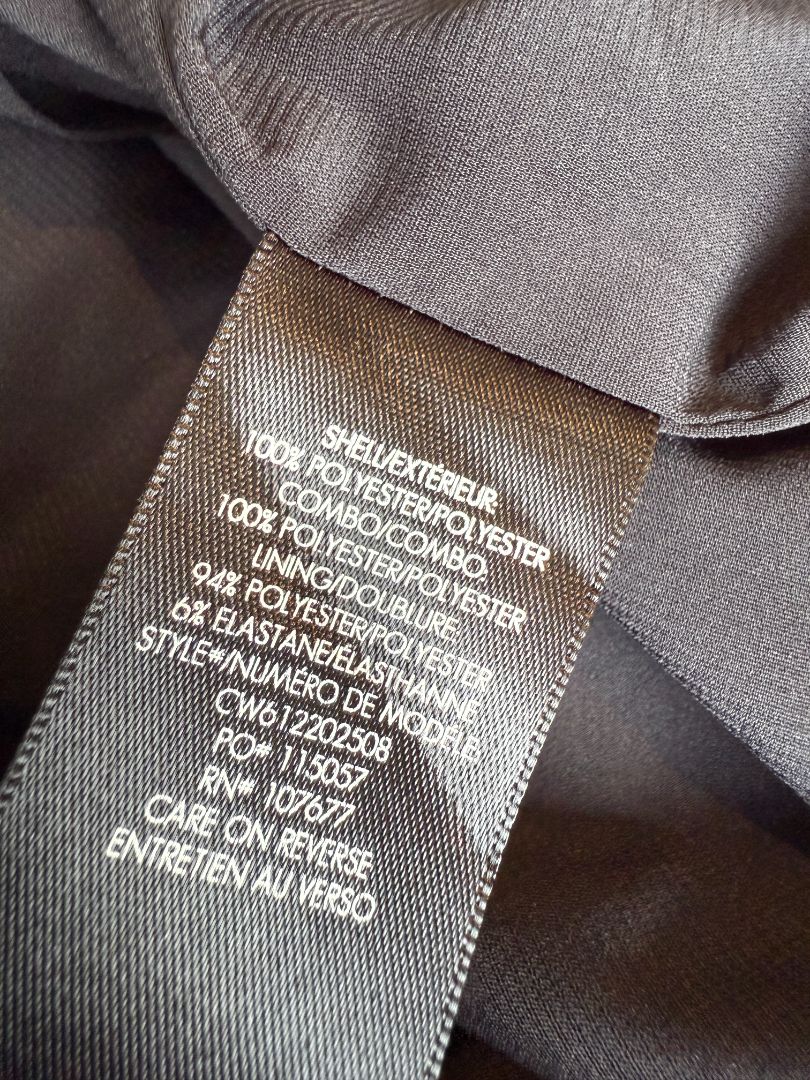 SHELL/EXTÉRIEUR:
100% POLYESTER/POLYESTER
COMBO/COMBO:
100% POLYESTER/POLYESTER
LINING/DOUBLURE:
94% POLYESTER/POLYESTER
6% ELASTANE/ÉLASTHANNE
STYLE#/NUMÉRO DE MODÈLE:
CW612202508
PO# 115057
RN# 107677
CARE ON REVERSE
ENTRETIEN AU VERSO